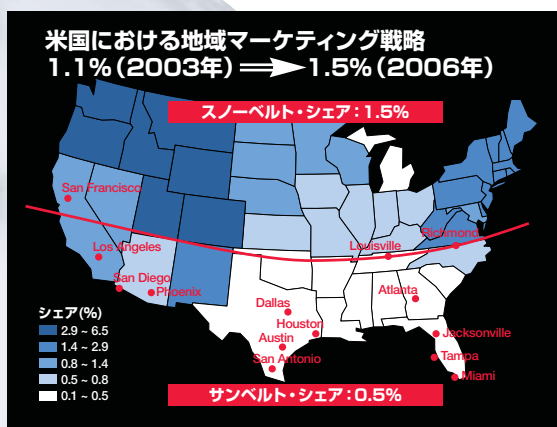 米国における地域マーケティング戦略
1.1%(2003年) ⇒ 1.5%(2006年)
スノーベルト・シェア:1.5%
San Francisco
Richmond
Louisville
Los Angeles
San Diego
Phoenix
Atlanta
Dallas
Houston
Austin
San Antonio
Jacksonville
Tampa
Miami
シェア(%)
2.9 ~ 6.5
1.4 ~ 2.9
0.8 ~ 1.4
0.5 ~ 0.8
0.1 ~ 0.5
サンベルト・シェア:0.5%